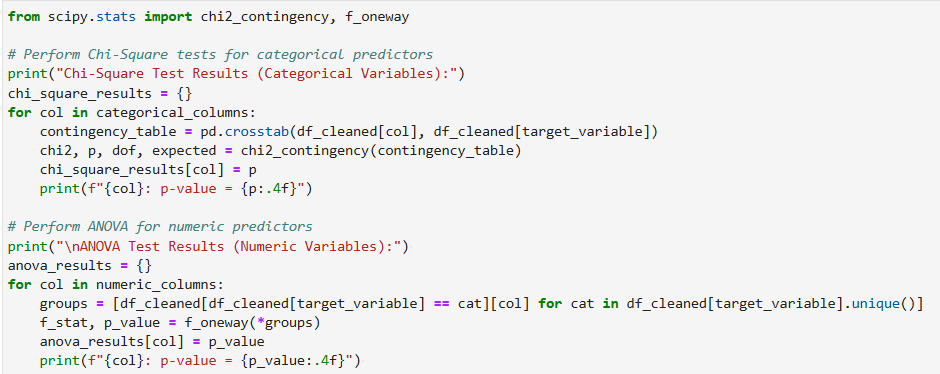 from scipy.stats import chi2_contingency, f_oneway
# Perform Chi-Square tests for categorical predictors
print("Chi-Square Test Results (Categorical Variables):")
chi_square_results = {}
for col in categorical_columns:
    contingency_table = pd.crosstab(df_cleaned[col], df_cleaned[target_variable])
    chi2, p, dof, expected = chi2_contingency(contingency_table)
    chi_square_results[col] = p
    print(f"{col}: p-value = {p:.4f}")
# Perform ANOVA for numeric predictors
print("\nANOVA Test Results (Numeric Variables):")
anova_results = {}
for col in numeric_columns:
    groups = [df_cleaned[df_cleaned[target_variable] == cat][col] for cat in df_cleaned[target_variable].unique()]
    f_stat, p_value = f_oneway(*groups)
    anova_results[col] = p_value
    print(f"{col}: p-value = {p_value:.4f}")